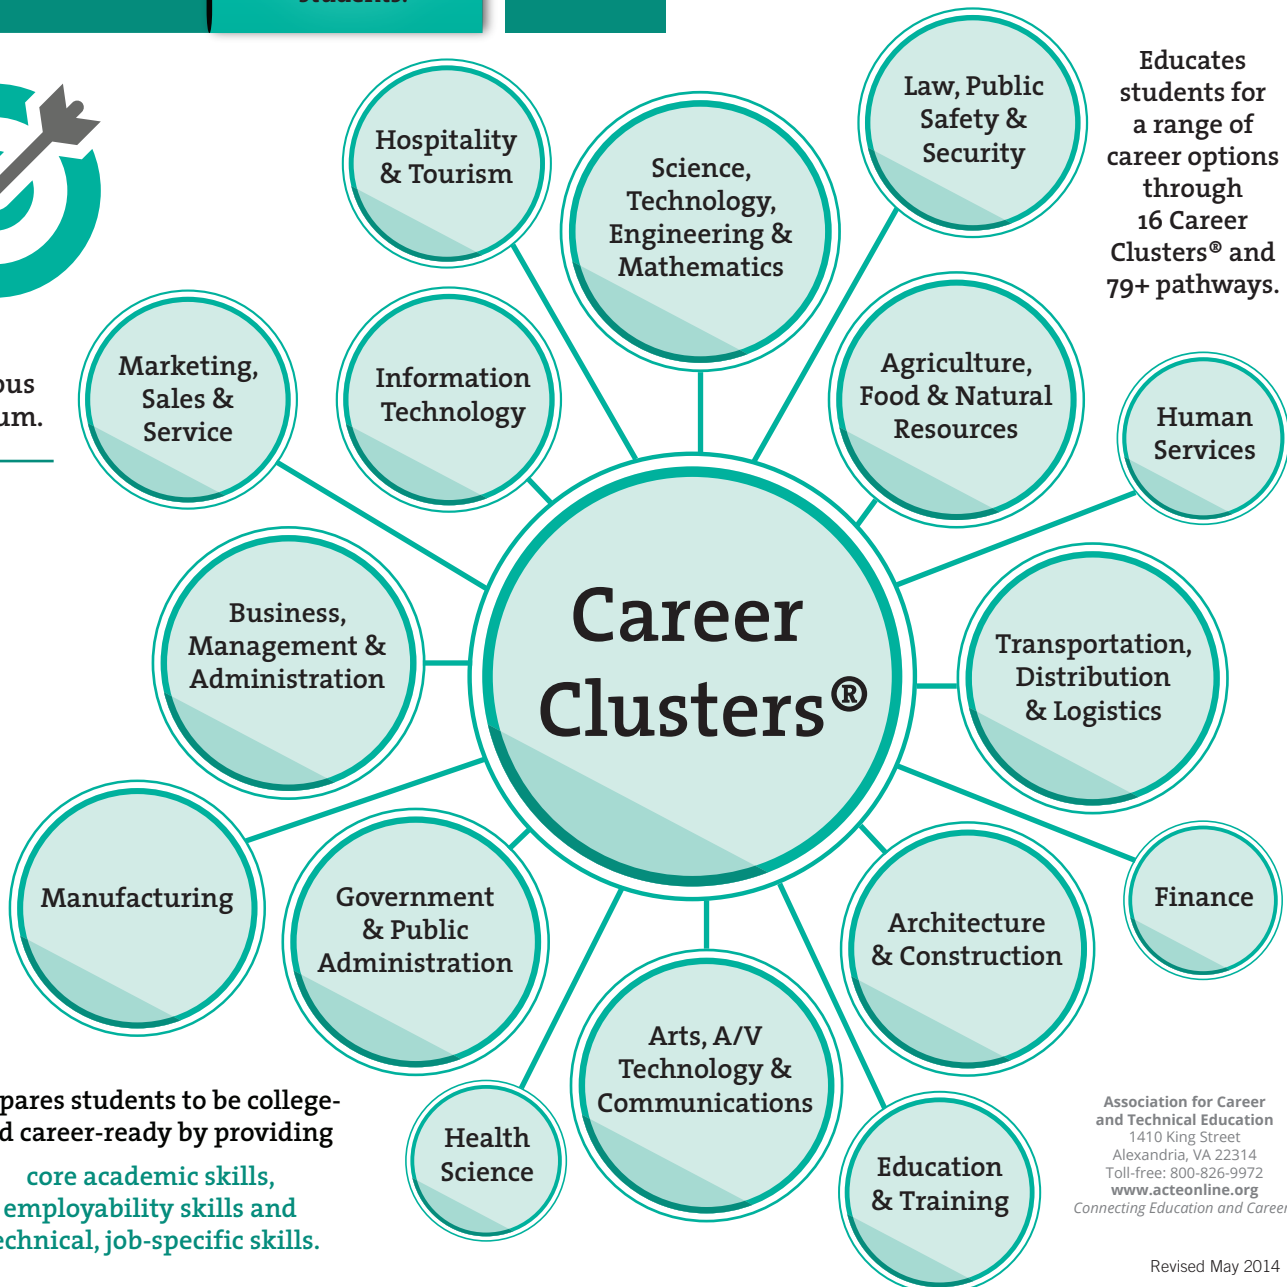 students.
Educates
students for
a range of
career options
through
16 Career
Clusters® and
79+ pathways.
Hospitality
& Tourism
Science,
Technology,
Engineering &
Mathematics
Law, Public
Safety &
Security
Marketing,
Sales &
Service
Information
Technology
Agriculture,
Food & Natural
Resources
Human
Services
Career
Clusters®
Business,
Management &
Administration
Transportation,
Distribution
& Logistics
Manufacturing
Government
& Public
Administration
Architecture
& Construction
Finance
Arts, A/V
Technology &
Communications
Health
Science
Education
& Training
students to be college-
career-ready by providing
core academic skills,
employability skills and
job-specific skills.
Association for Career
and Technical Education
1410 King Street
Alexandria, VA 22314
Toll-free: 800-826-9972
www.acteonline.org
Connecting Education and Career
Revised May 2014